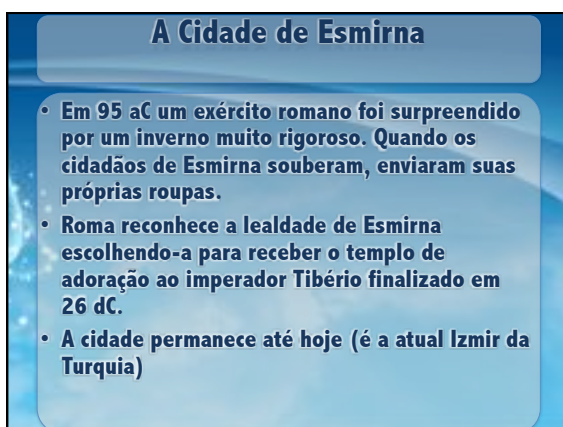 A Cidade de Esmirna
• Em 95 aC um exército romano foi surpreendido
por um inverno muito rigoroso. Quando os
cidadãos de Esmirna souberam, enviaram suas
próprias roupas.
• Roma reconhece a lealdade de Esmirna
escolhendo-a para receber o templo de
adoração ao imperador Tibério finalizado em
26 dC.
• A cidade permanece até hoje (é a atual Izmir da
Turquia)